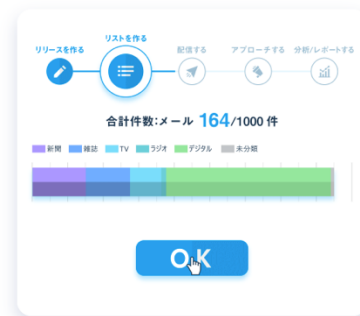 リストを作る
リリースを作る
配信する
アプローチする
分析/レポートする
合計件数:メール 164/1000 件
新聞 雑誌 TV ラジオ デジタル 未分類
OK